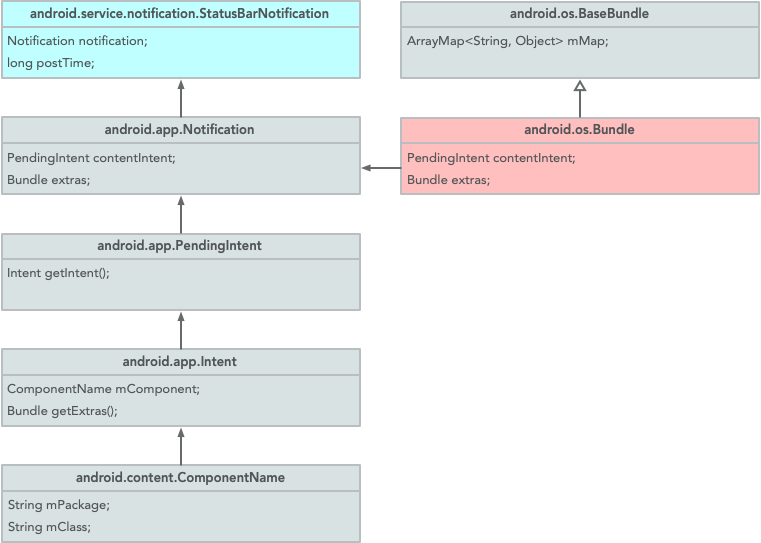 android.service.notification.StatusBarNotification
Notification notification;
long postTime;
android.os.BaseBundle
ArrayMap<String, Object> mMap;
android.app.Notification
PendingIntent contentIntent;
Bundle extras;
android.os.Bundle
PendingIntent contentIntent;
Bundle extras;
android.app.PendingIntent
Intent getIntent();
android.app.Intent
ComponentName mComponent;
Bundle getExtras();
android.content.ComponentName
String mPackage;
String mClass;